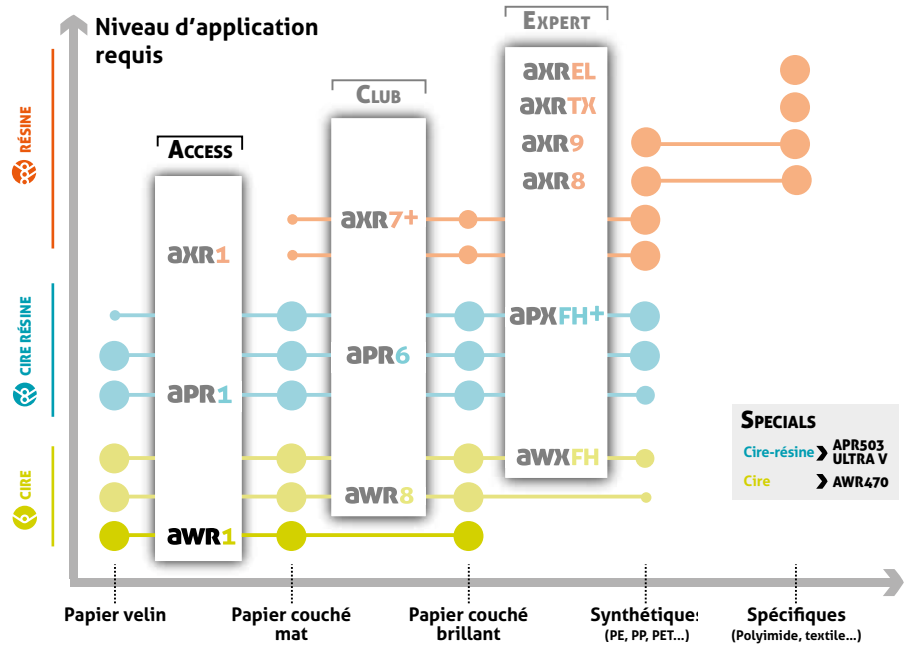 Niveau d'application
requis
EXPERT
CLUB
ACCESS
RÉSINE
CIRE RÉSINE
CIRE
aXREL
aXRTX
aXR9
aXR8
aXR7+
aXR1
aPXFH+
aPR6
aPR1
aWXFH
aWR8
aWR1
SPECIALS
Cire-résine APR503
ULTRA V
Cire AWR470
Papier velin
Papier couché
mat
Papier couché
brillant
Synthétiques
(PE, PP, PET...)
Spécifiques
(Polyimide, textile...)